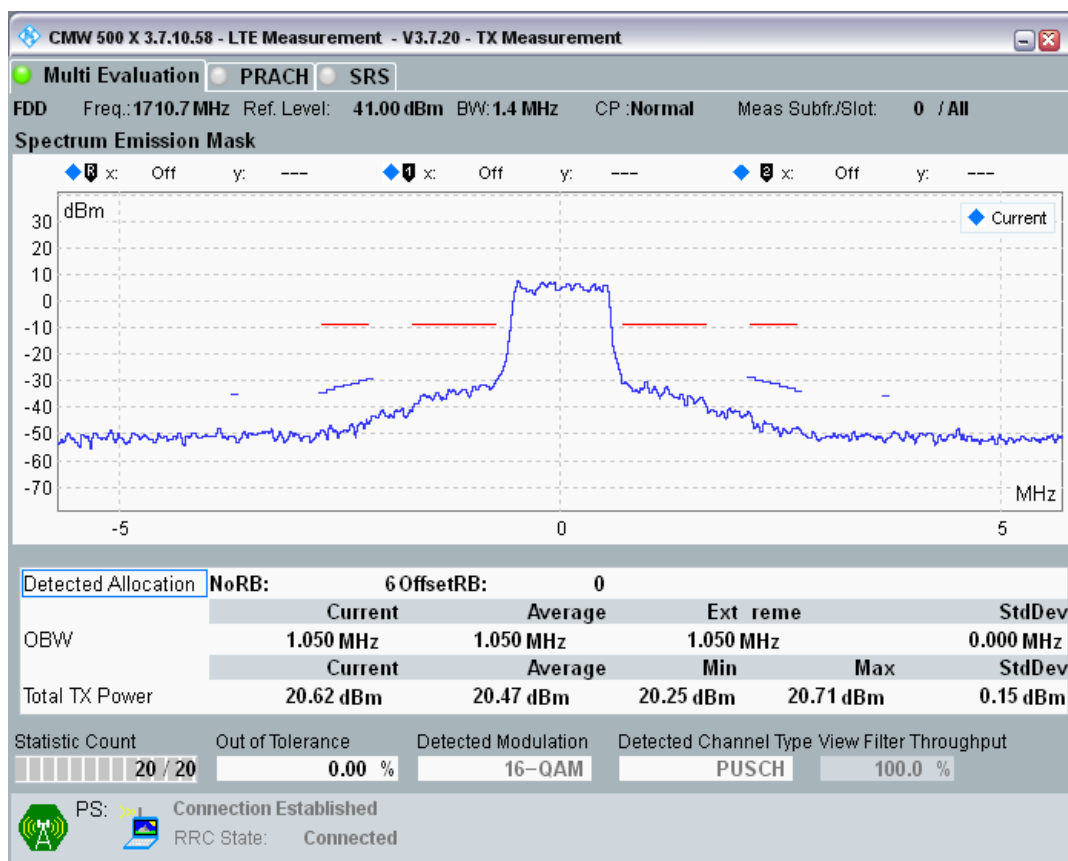 CMW 500 X 3.7.10.58 - LTE Measurement - V3.7.20 - TX Measurement
Multi Evaluation PRACH SRS
FDD Freq.: 1710.7 MHz Ref. Level: 41.00 dBm BW: 1.4 MHz CP :Normal Meas Subfr./Slot: 0 / All
Spectrum Emission Mask
R x: Off y: --- 1 x: Off y: --- 2 x: Off y: ---
dBm
Current
30
20
10
0
-10
-20
-30
-40
-50
-60
-70
MHz
-5 0 5
Detected Allocation NoRB: 6 OffsetRB: 0
Current Average Ext reme StdDev
OBW 1.050 MHz 1.050 MHz 1.050 MHz 0.000 MHz
Current Average Min Max StdDev
Total TX Power 20.62 dBm 20.47 dBm 20.25 dBm 20.71 dBm 0.15 dBm
Statistic Count Out of Tolerance Detected Modulation Detected Channel Type View Filter Throughput
20 / 20 0.00 % 16-QAM PUSCH 100.0 %
PS: Connection Established
RRC State: Connected